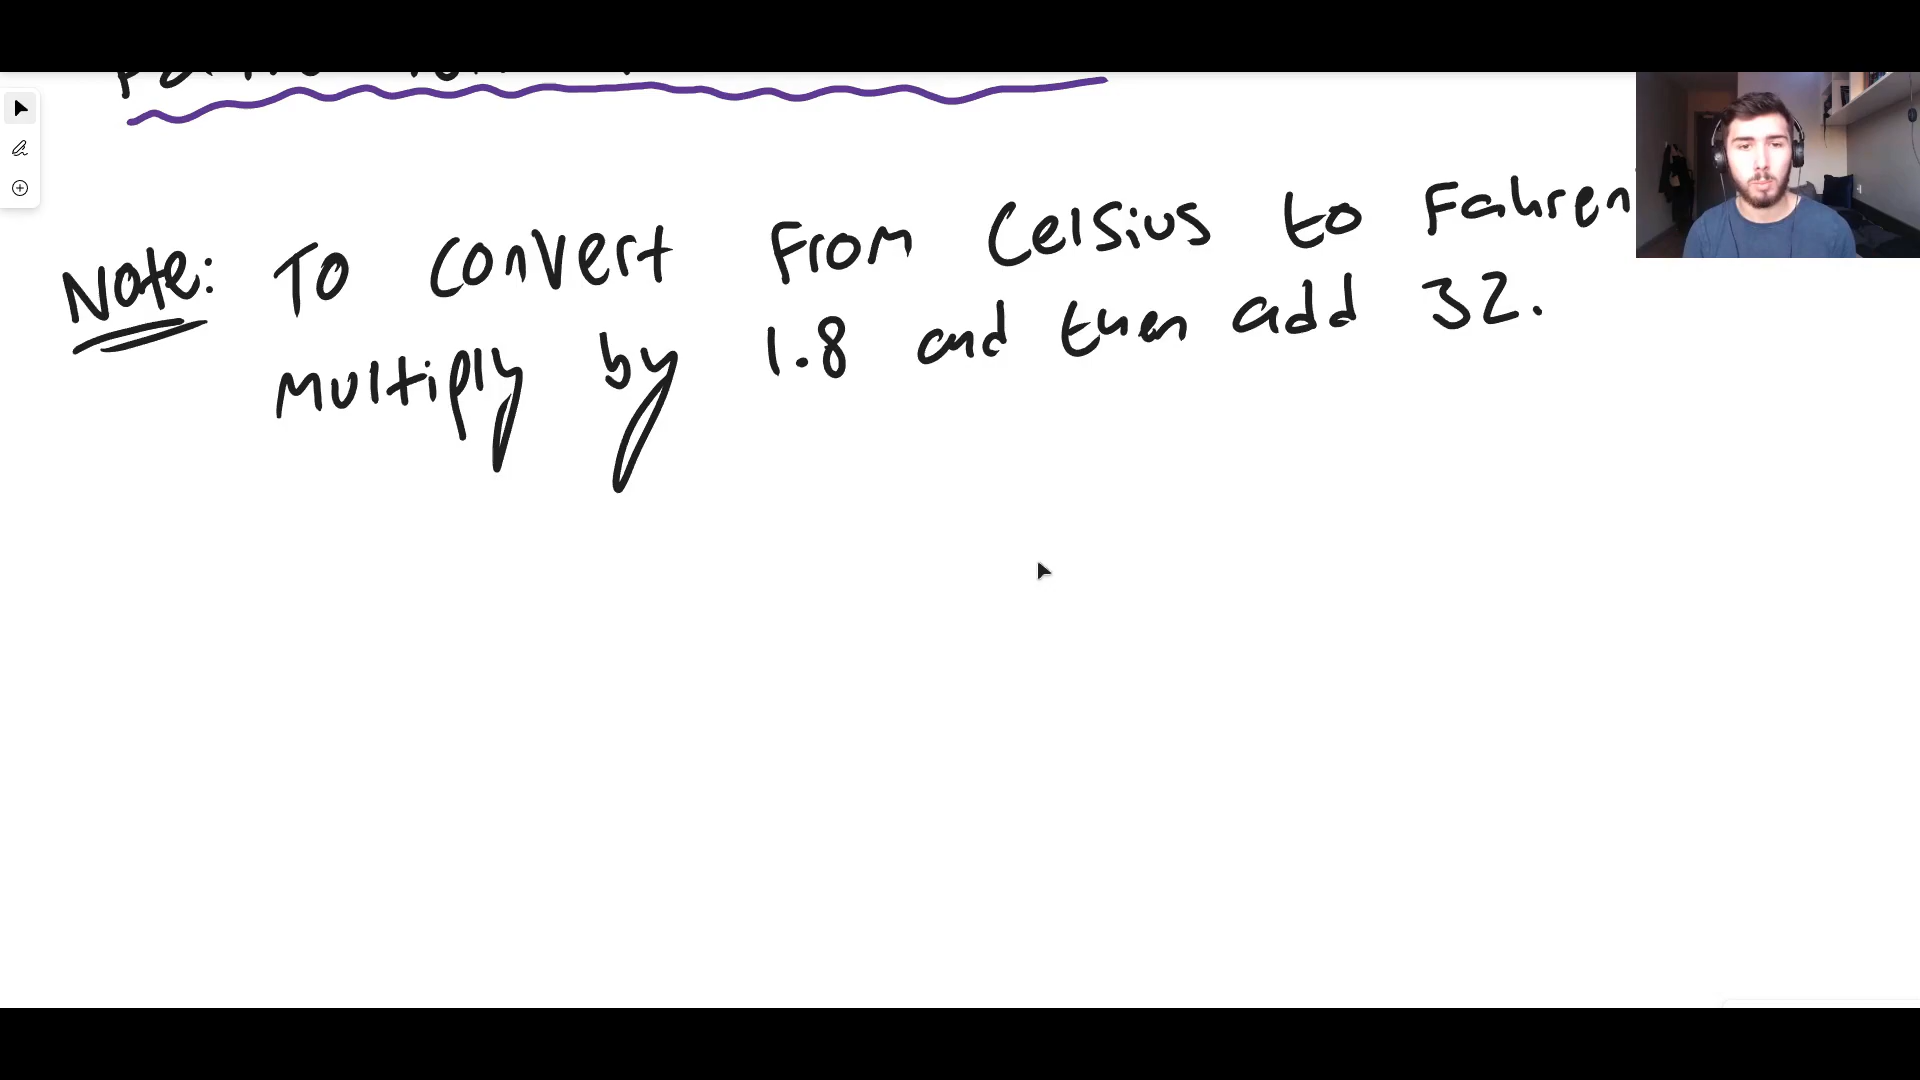 Note: To convert from Celsius to Fahren
multiply by 1.8 and then add 32.